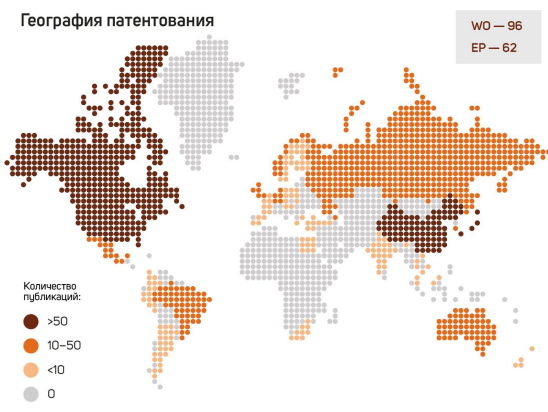 География патентования
WO — 96
EP — 62
Количество
публикаций:
>50
10–50
<10
0